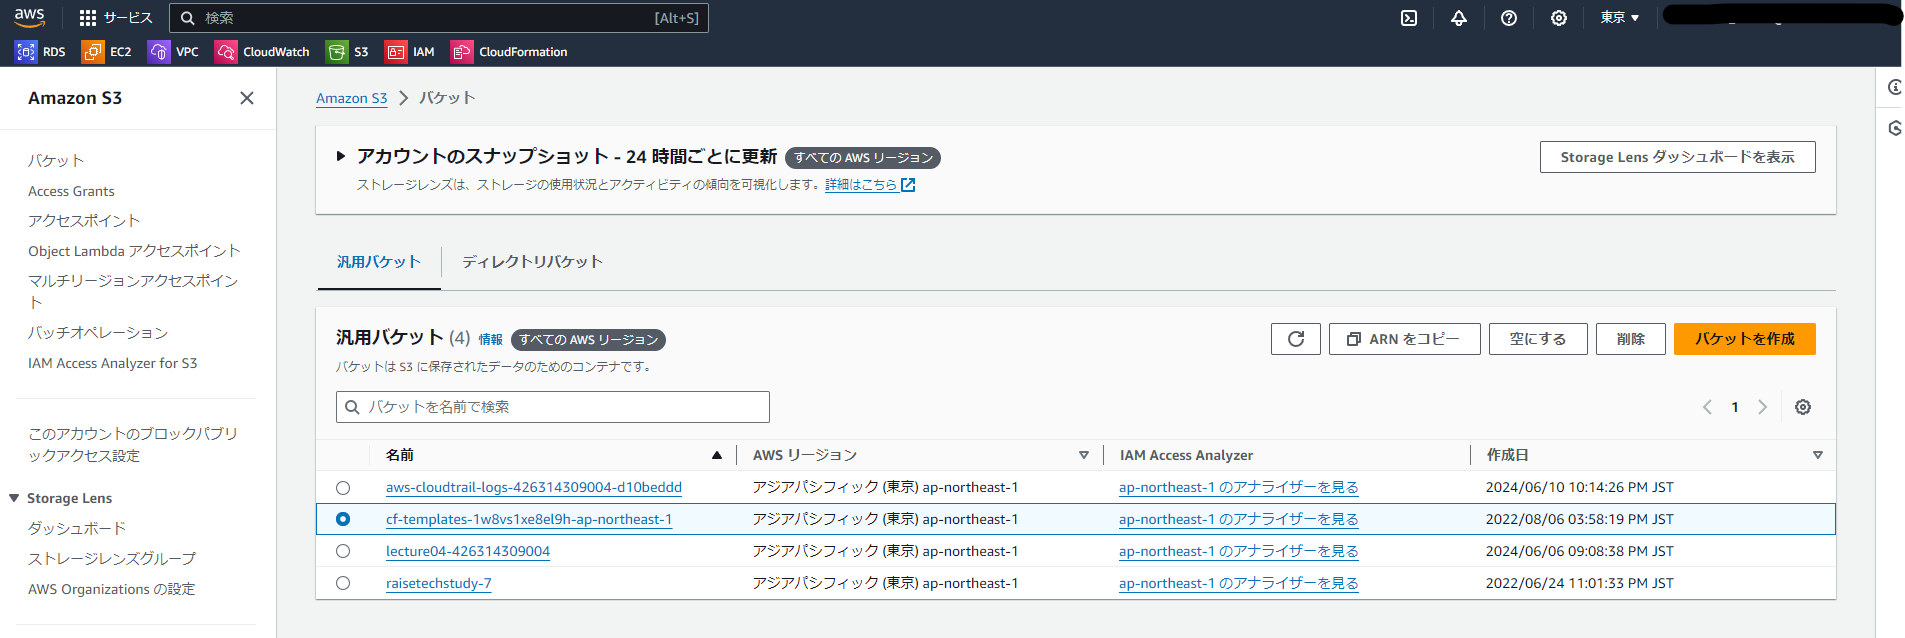 aws サービス 検索 [Alt+S] 東京
RDS EC2 VPC CloudWatch S3 IAM CloudFormation
Amazon S3
バケット
Access Grants
アクセスポイント
Object Lambda アクセスポイント
マルチリージョンアクセスポイン
ト
バッチオペレーション
IAM Access Analyzer for S3
このアカウントのブロックパブリ
ックアクセス設定
Storage Lens
ダッシュボード
ストレージレンズグループ
AWS Organizations の設定
Amazon S3 バケット
アカウントのスナップショット - 24 時間ごとに更新 すべての AWS リージョン Storage Lens ダッシュボードを表示
ストレージレンズは、ストレージの使用状況とアクティビティの傾向を可視化します。詳細はこちら
汎用バケット ディレクトリバケット
汎用バケット (4) 情報 すべての AWS リージョン ARN をコピー 空にする 削除 バケットを作成
バケットは S3 に保存されたデータのためのコンテナです。
バケットを名前で検索 1
名前 AWS リージョン IAM Access Analyzer 作成日
aws-cloudtrail-logs-426314309004-d10beddd アジアパシフィック (東京) ap-northeast-1 ap-northeast-1 のアナライザーを見る 2024/06/10 10:14:26 PM JST
cf-templates-1w8vs1xe8el9h-ap-northeast-1 アジアパシフィック (東京) ap-northeast-1 ap-northeast-1 のアナライザーを見る 2022/08/06 03:58:19 PM JST
lecture04-426314309004 アジアパシフィック (東京) ap-northeast-1 ap-northeast-1 のアナライザーを見る 2024/06/06 09:08:38 PM JST
raisetechstudy-7 アジアパシフィック (東京) ap-northeast-1 ap-northeast-1 のアナライザーを見る 2022/06/24 11:01:33 PM JST